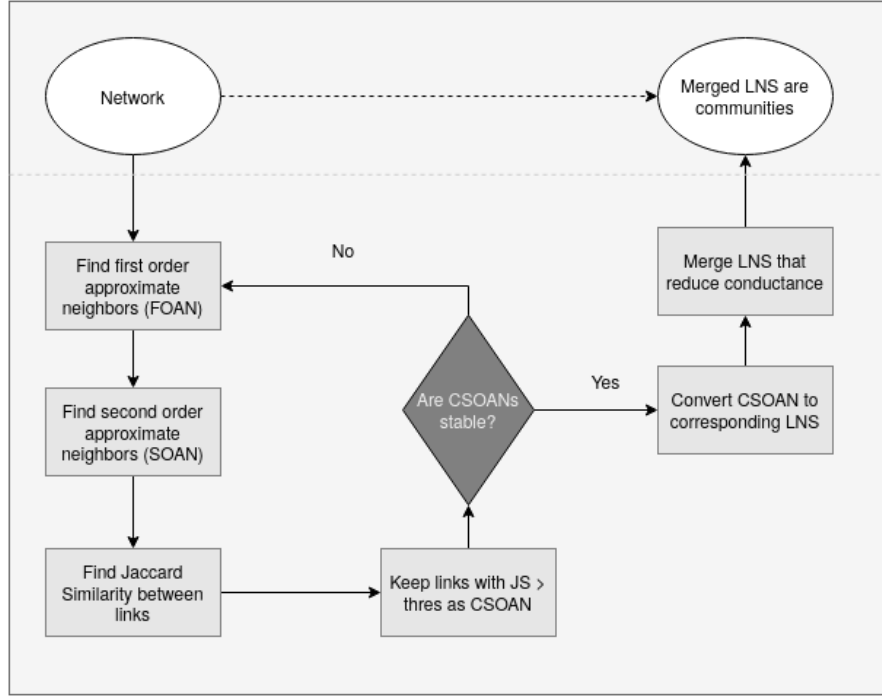 Network
Merged LNS are
communities
No
Find first order
approximate
neighbors (FOAN)
Merge LNS that
reduce conductance
Are CSOANs
stable?
Yes
Find second order
approximate
neighbors (SOAN)
Convert CSOAN to
corresponding LNS
Find Jaccard
Similarity between
links
Keep links with JS >
thres as CSOAN